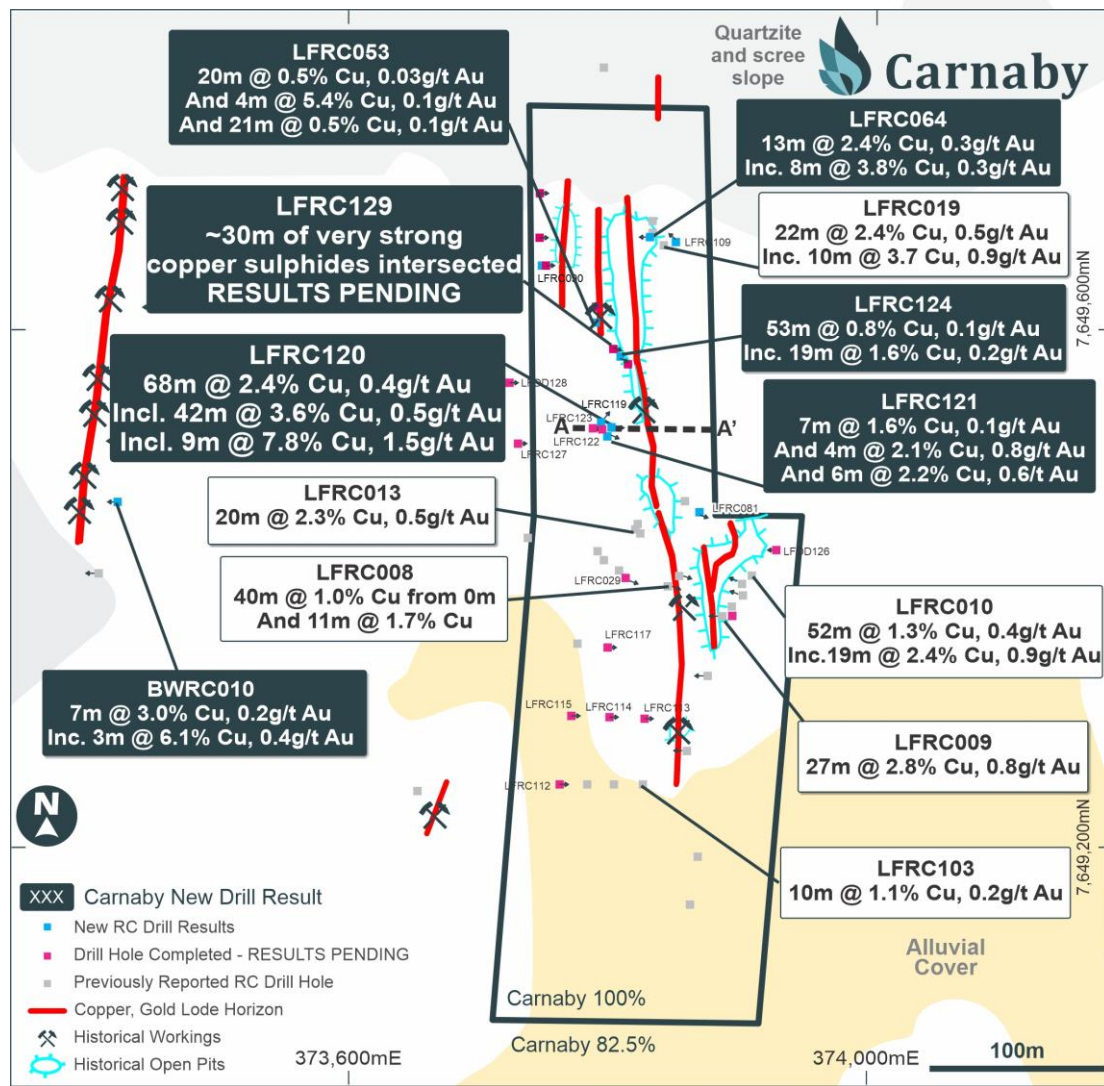 Quartzite
and scree
slope
Carnaby
LFRC053
20m @ 0.5% Cu, 0.03g/t Au
And 4m @ 5.4% Cu, 0.1g/t Au
And 21m @ 0.5% Cu, 0.1g/t Au
LFRC064
13m @ 2.4% Cu, 0.3g/t Au
Inc. 8m @ 3.8% Cu, 0.3g/t Au
LFRC129
~30m of very strong
copper sulphides intersected
RESULTS PENDING
LFRC019
22m @ 2.4% Cu, 0.5g/t Au
Inc. 10m @ 3.7 Cu, 0.9g/t Au
LFRC109
LFRC090
7,649,600mN
LFRC124
53m @ 0.8% Cu, 0.1g/t Au
Inc. 19m @ 1.6% Cu, 0.2g/t Au
LFRC120
68m @ 2.4% Cu, 0.4g/t Au
Incl. 42m @ 3.6% Cu, 0.5g/t Au
Incl. 9m @ 7.8% Cu, 1.5g/t Au
LFDD128
LFRC119
LFRC123
A
A'
LFRC122
LFRC127
LFRC121
7m @ 1.6% Cu, 0.1g/t Au
And 4m @ 2.1% Cu, 0.8g/t Au
And 6m @ 2.2% Cu, 0.6/t Au
LFRC013
20m @ 2.3% Cu, 0.5g/t Au
LFRC081
LFDD126
LFRC008
40m @ 1.0% Cu from 0m
And 11m @ 1.7% Cu
LFRC029
LFRC010
52m @ 1.3% Cu, 0.4g/t Au
Inc.19m @ 2.4% Cu, 0.9g/t Au
LFRC117
BWRC010
7m @ 3.0% Cu, 0.2g/t Au
Inc. 3m @ 6.1% Cu, 0.4g/t Au
LFRC115
LFRC114
LFRC113
LFRC009
27m @ 2.8% Cu, 0.8g/t Au
LFRC112
N
7,649,200mN
LFRC103
10m @ 1.1% Cu, 0.2g/t Au
XXX Carnaby New Drill Result
New RC Drill Results
Drill Hole Completed - RESULTS PENDING
Previously Reported RC Drill Hole
Copper, Gold Lode Horizon
Historical Workings
Historical Open Pits
Alluvial
Cover
Carnaby 100%
Carnaby 82.5%
373,600mE
374,000mE
100m